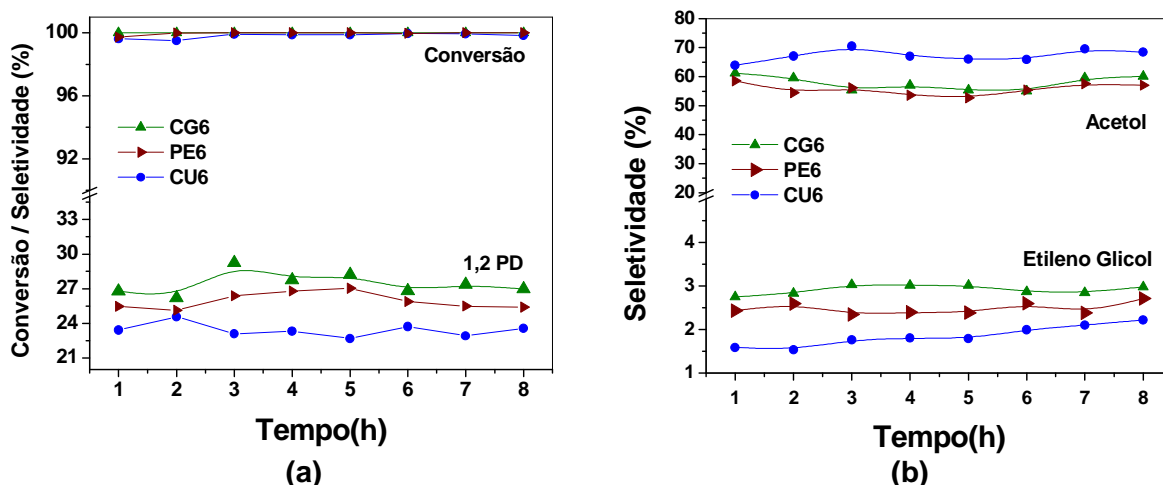 Conversão / Seletividade (%)
100
96
92
33
30
27
24
21
Conversão
CG6
PE6
CU6
1,2 PD
1 2 3 4 5 6 7 8
Tempo(h)
(a)
Seletividade (%)
80
70
60
50
40
30
20
5
4
3
2
1
Acetol
CG6
PE6
CU6
Etileno Glicol
1 2 3 4 5 6 7 8
Tempo(h)
(b)